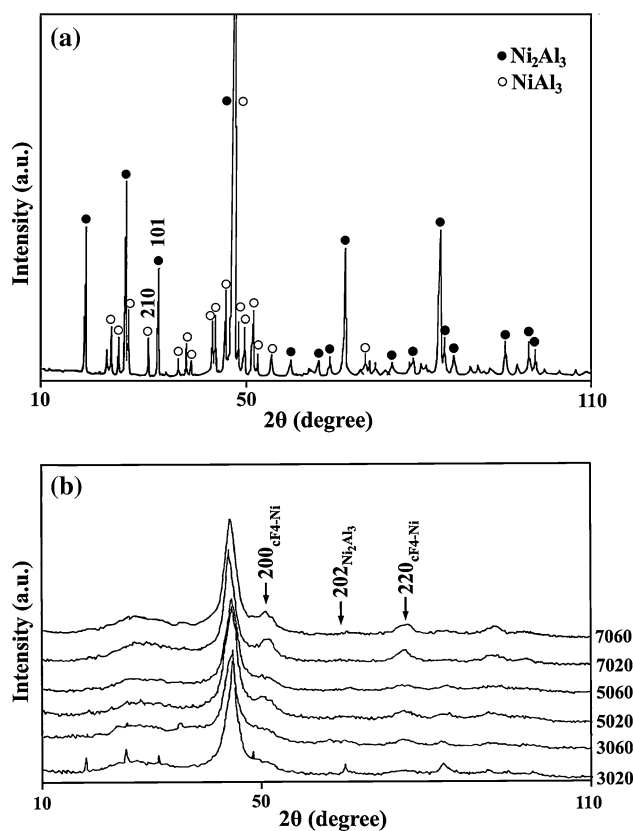 (a)
● Ni₂Al₃
○ NiAl₃
Intensity (a.u.)
210
101
10 50 110
2θ (degree)
(b)
200cF4-Ni
202Ni₂Al₃
220cF4-Ni
Intensity (a.u.)
7060
7020
5060
5020
3060
3020
10 50 110
2θ (degree)